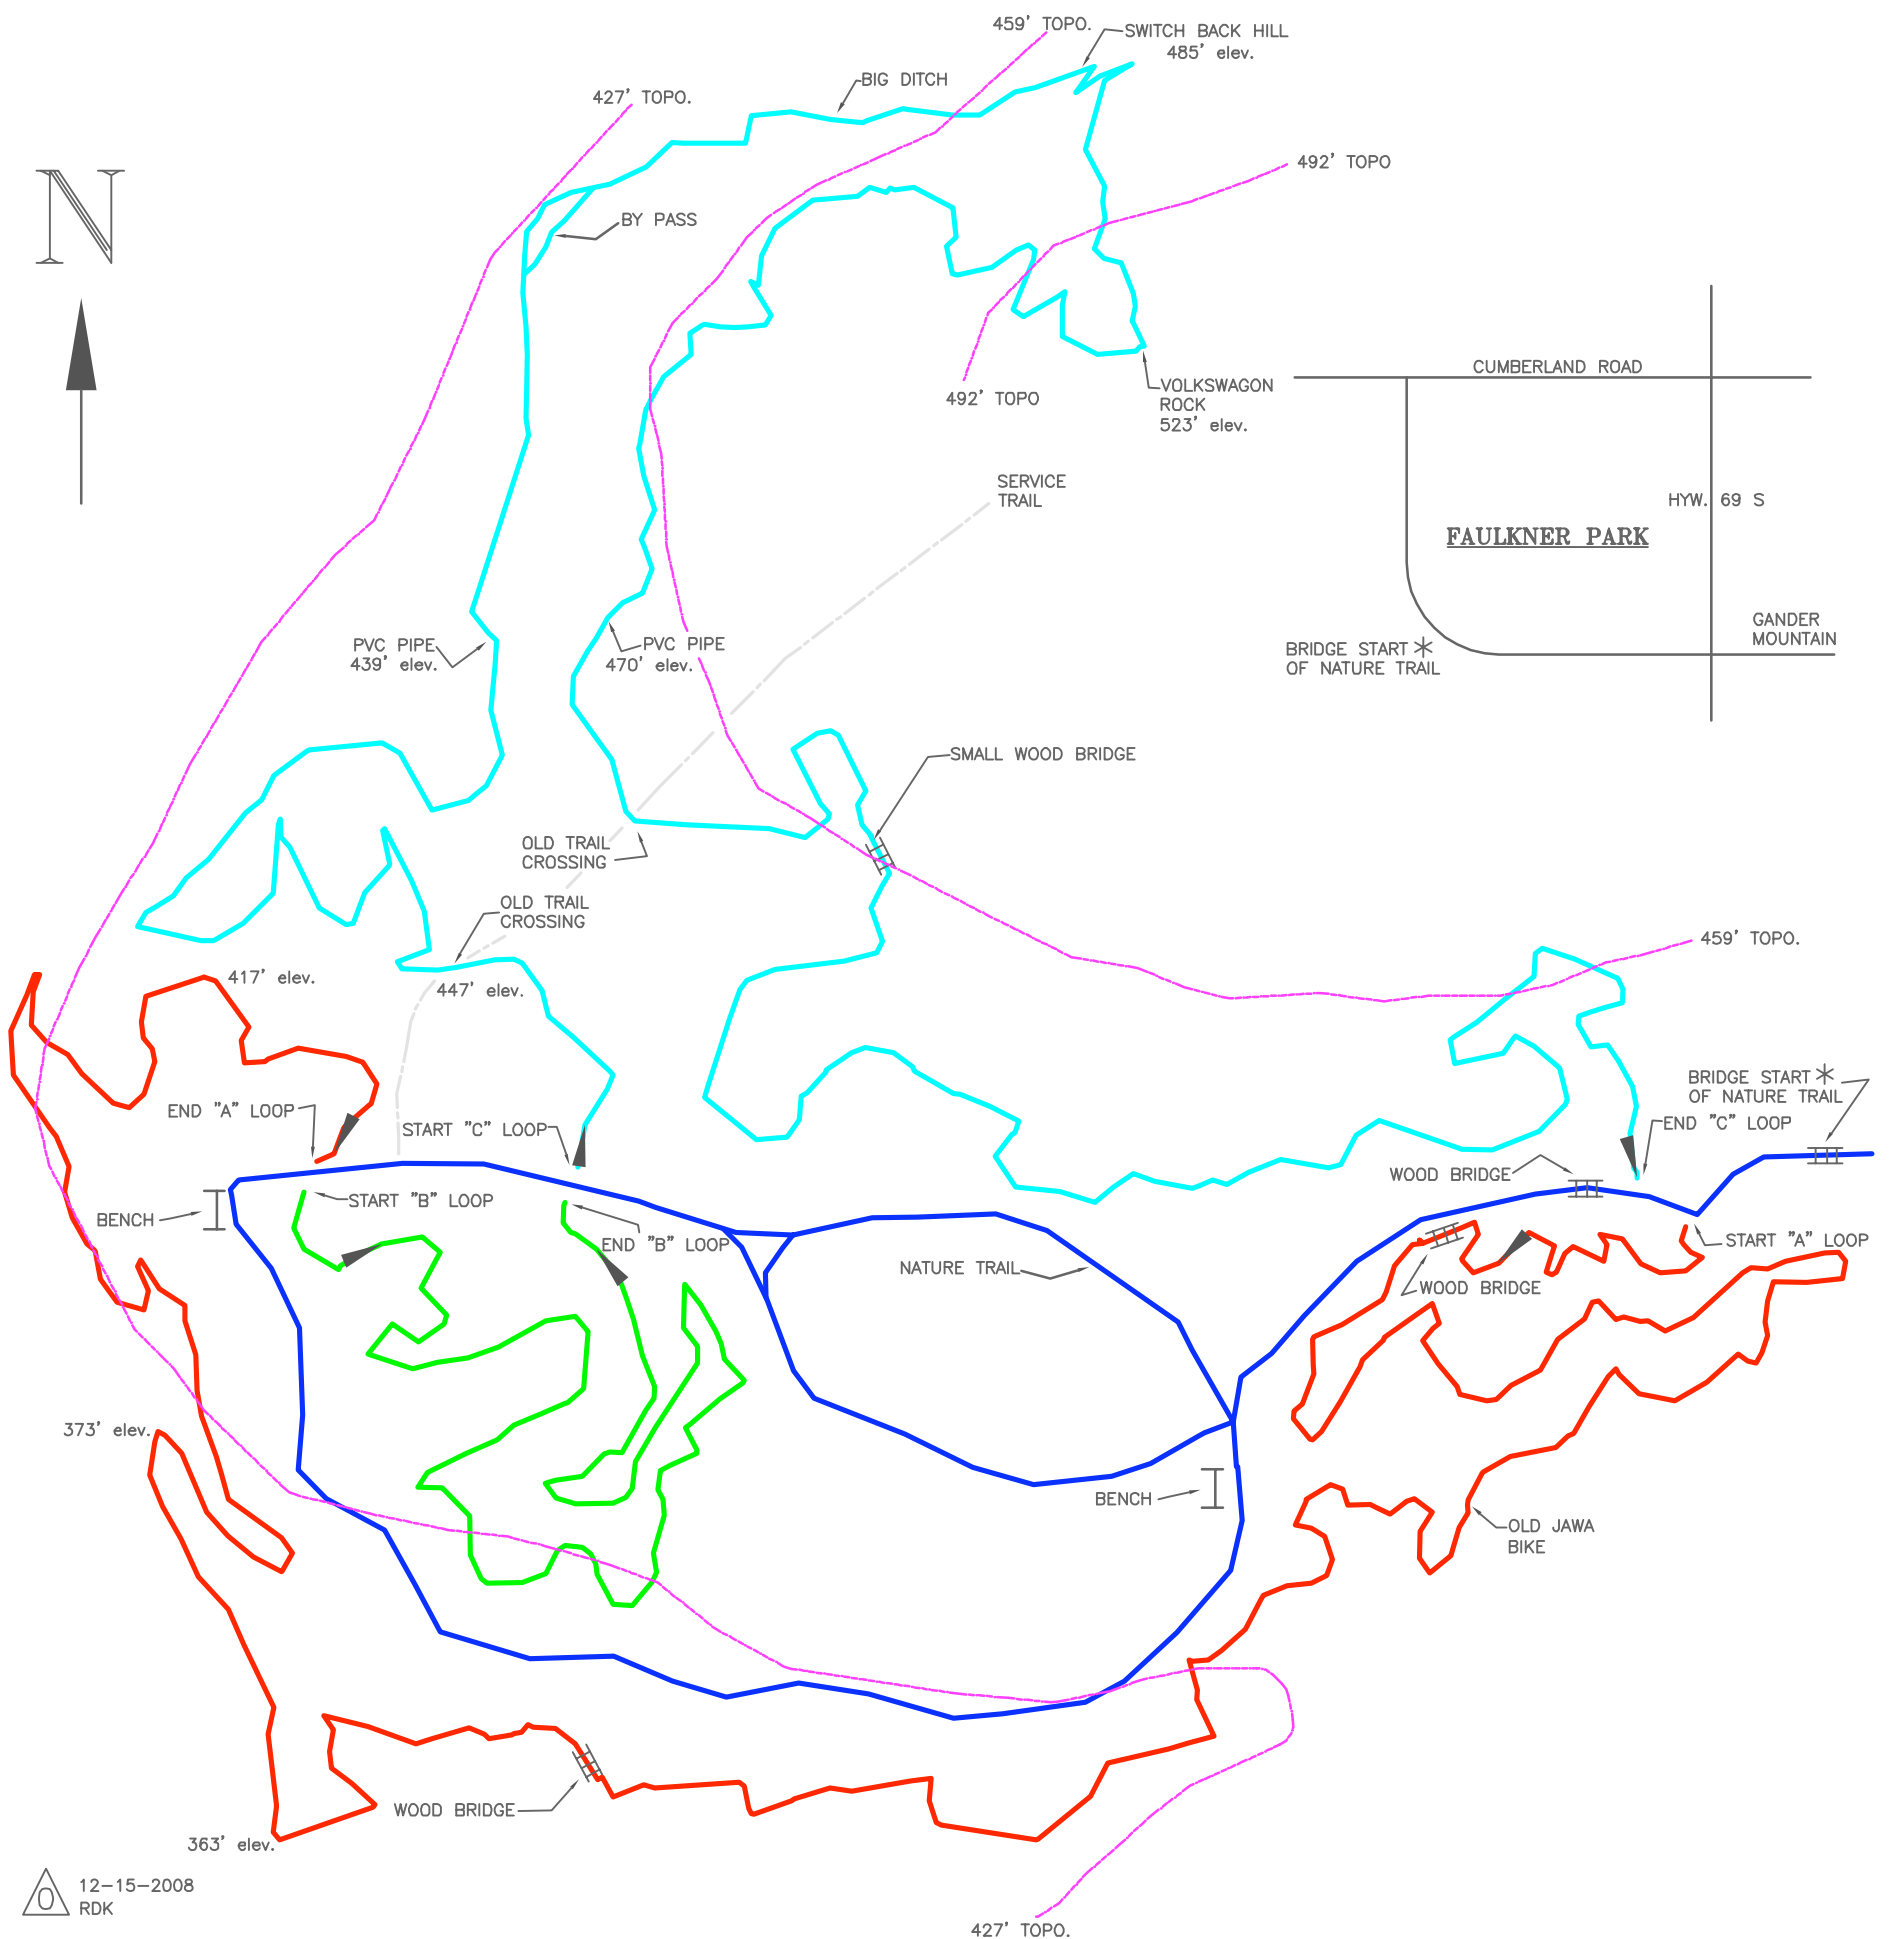 459' TOPO.
SWITCH BACK HILL
485' elev.
BIG DITCH
427' TOPO.
N
492' TOPO
BY PASS
CUMBERLAND ROAD
VOLKSWAGON
ROCK
523' elev.
492' TOPO
SERVICE
TRAIL
HYW. 69 S
FAULKNER PARK
GANDER
MOUNTAIN
BRIDGE START *
OF NATURE TRAIL
PVC PIPE
439' elev.
PVC PIPE
470' elev.
SMALL WOOD BRIDGE
OLD TRAIL
CROSSING
OLD TRAIL
CROSSING
459' TOPO.
417' elev.
447' elev.
BRIDGE START *
OF NATURE TRAIL
END "A" LOOP
START "C" LOOP
END "C" LOOP
WOOD BRIDGE
START "B" LOOP
BENCH
END "B" LOOP
START "A" LOOP
NATURE TRAIL
WOOD BRIDGE
373' elev.
BENCH
OLD JAWA
BIKE
WOOD BRIDGE
363' elev.
0
12-15-2008
RDK
427' TOPO.